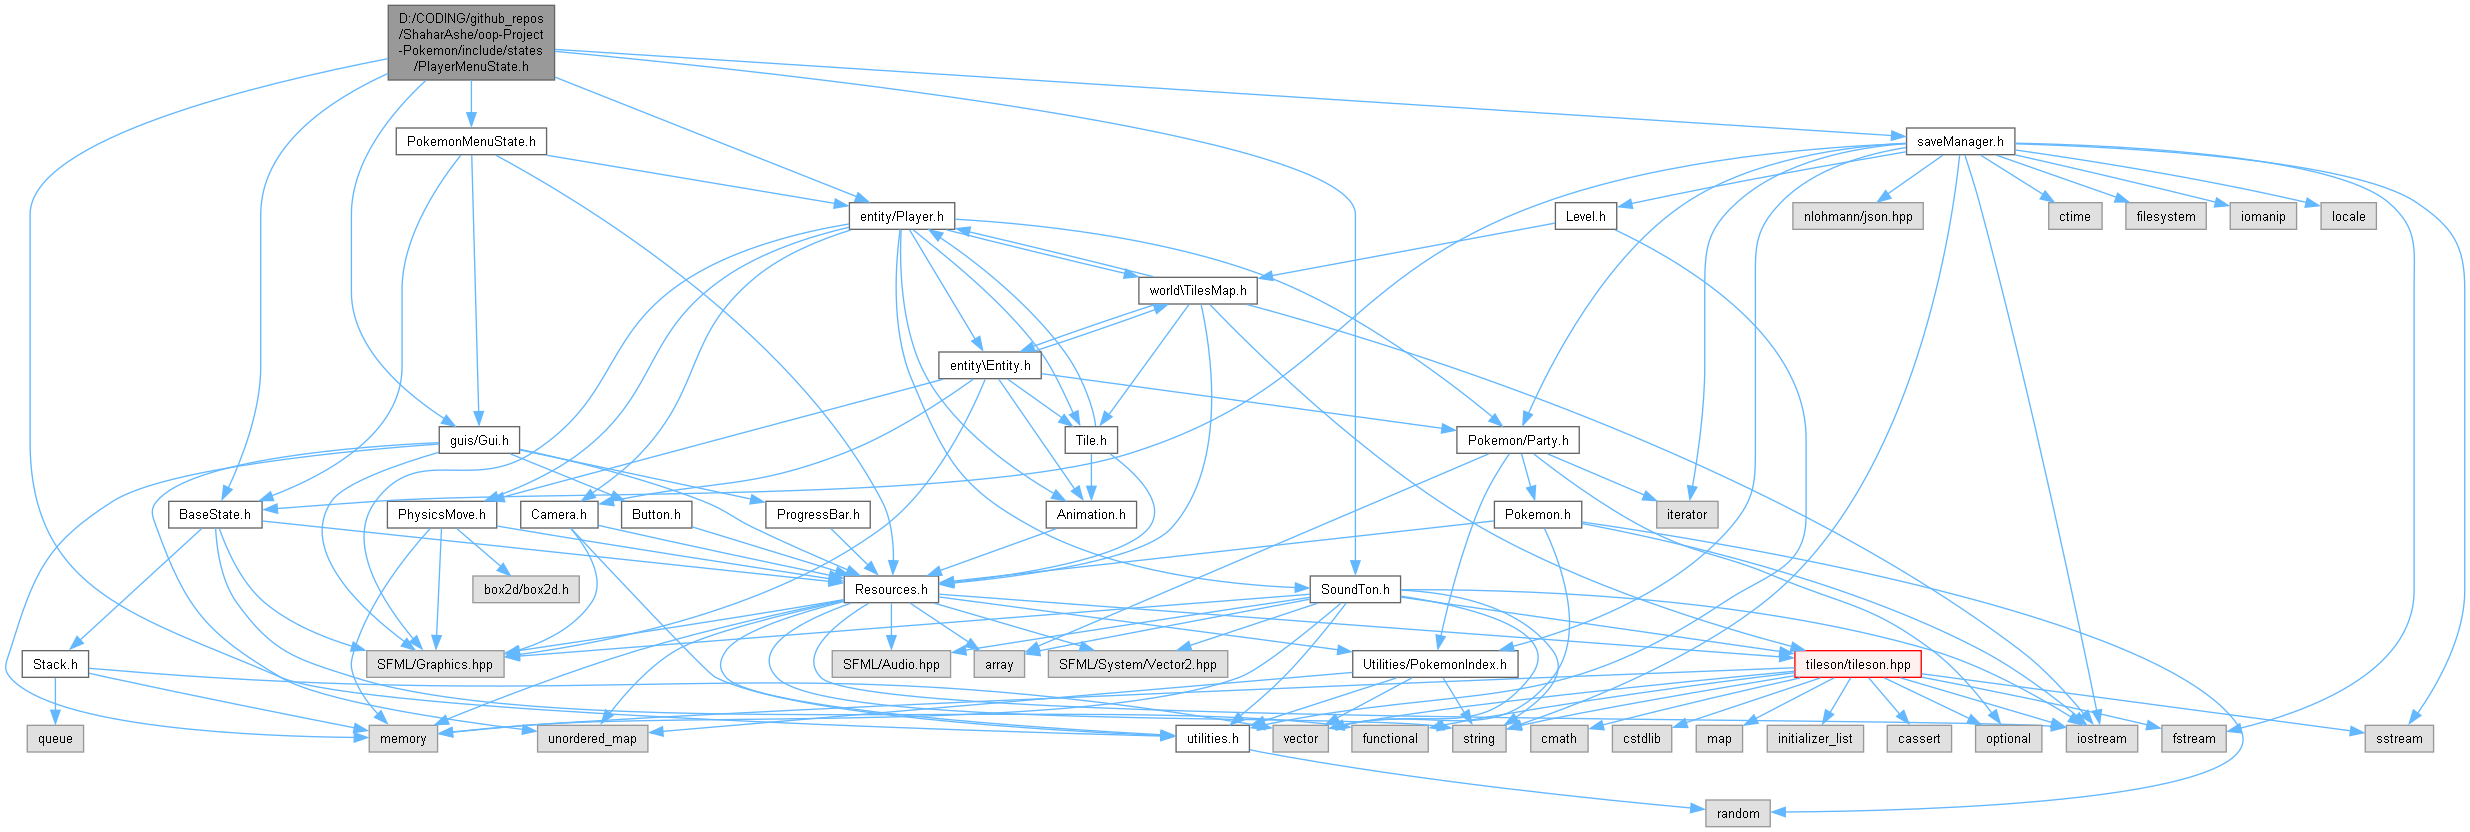 D:/CODING/github_repos
/ShaharAshe/oop-Project
-Pokemon/include/states
/PlayerMenuState.h
PokemonMenuState.h
saveManager.h
entity/Player.h
Level.h
nlohmann/json.hpp
ctime
filesystem
iomanip
locale
world\TilesMap.h
entity\Entity.h
guis/Gui.h
Tile.h
Pokemon/Party.h
BaseState.h
PhysicsMove.h
Camera.h
Button.h
ProgressBar.h
Animation.h
Pokemon.h
iterator
box2d/box2d.h
Resources.h
SoundTon.h
Stack.h
SFML/Graphics.hpp
SFML/Audio.hpp
array
SFML/System/Vector2.hpp
Utilities/PokemonIndex.h
tileson/tileson.hpp
queue
memory
unordered_map
utilities.h
vector
functional
string
cmath
cstdlib
map
initializer_list
cassert
optional
iostream
fstream
sstream
random